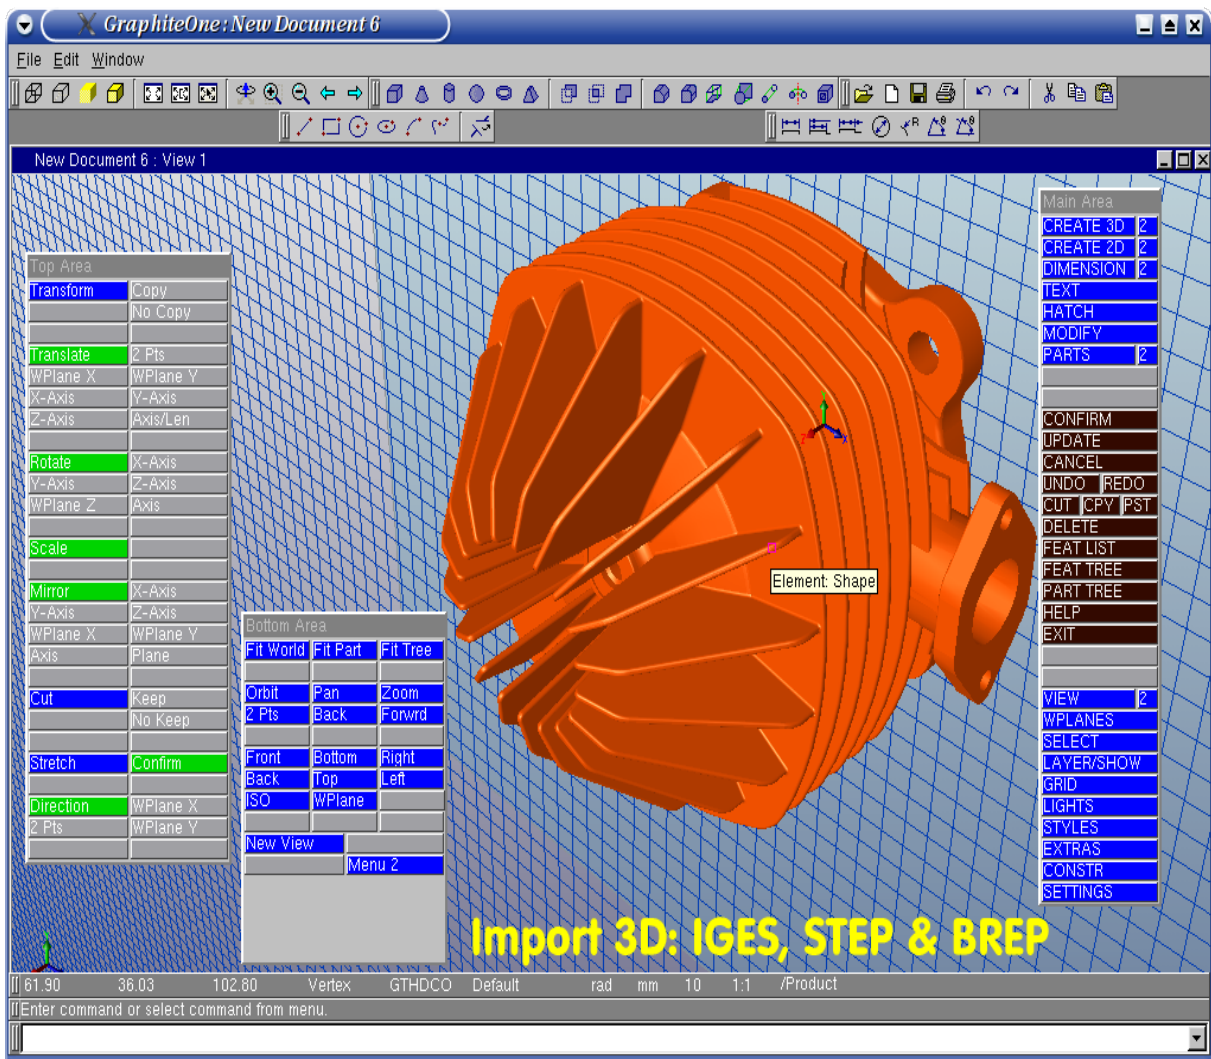 GraphiteOne: New Document 6
File Edit Window
New Document 6 : View 1
Top Area
Transform Copy
No Copy
Translate 2 Pts
WPlane X WPlane Y
X-Axis Y-Axis
Z-Axis Axis/Len
Rotate X-Axis
Y-Axis Z-Axis
WPlane Z Axis
Scale
Mirror X-Axis
Y-Axis Z-Axis
WPlane X WPlane Y
Axis Plane
Cut Keep
No Keep
Stretch Confirm
Direction WPlane X
2 Pts WPlane Y
Bottom Area
Fit World Fit Part Fit Tree
Orbit Pan Zoom
2 Pts Back Forwrd
Front Bottom Right
Back Top Left
ISO WPlane
New View
Menu 2
Element: Shape
Main Area
CREATE 3D 2
CREATE 2D 2
DIMENSION 2
TEXT
HATCH
MODIFY
PARTS 2
CONFIRM
UPDATE
CANCEL
UNDO REDO
CUT CPY PST
DELETE
FEAT LIST
FEAT TREE
PART TREE
HELP
EXIT
VIEW 2
WPLANES
SELECT
LAYER/SHOW
GRID
LIGHTS
STYLES
EXTRAS
CONSTR
SETTINGS
Import 3D: IGES, STEP & BREP
61.90 36.03 102.80 Vertex GTHDCO Default rad mm 10 1:1 /Product
Enter command or select command from menu.